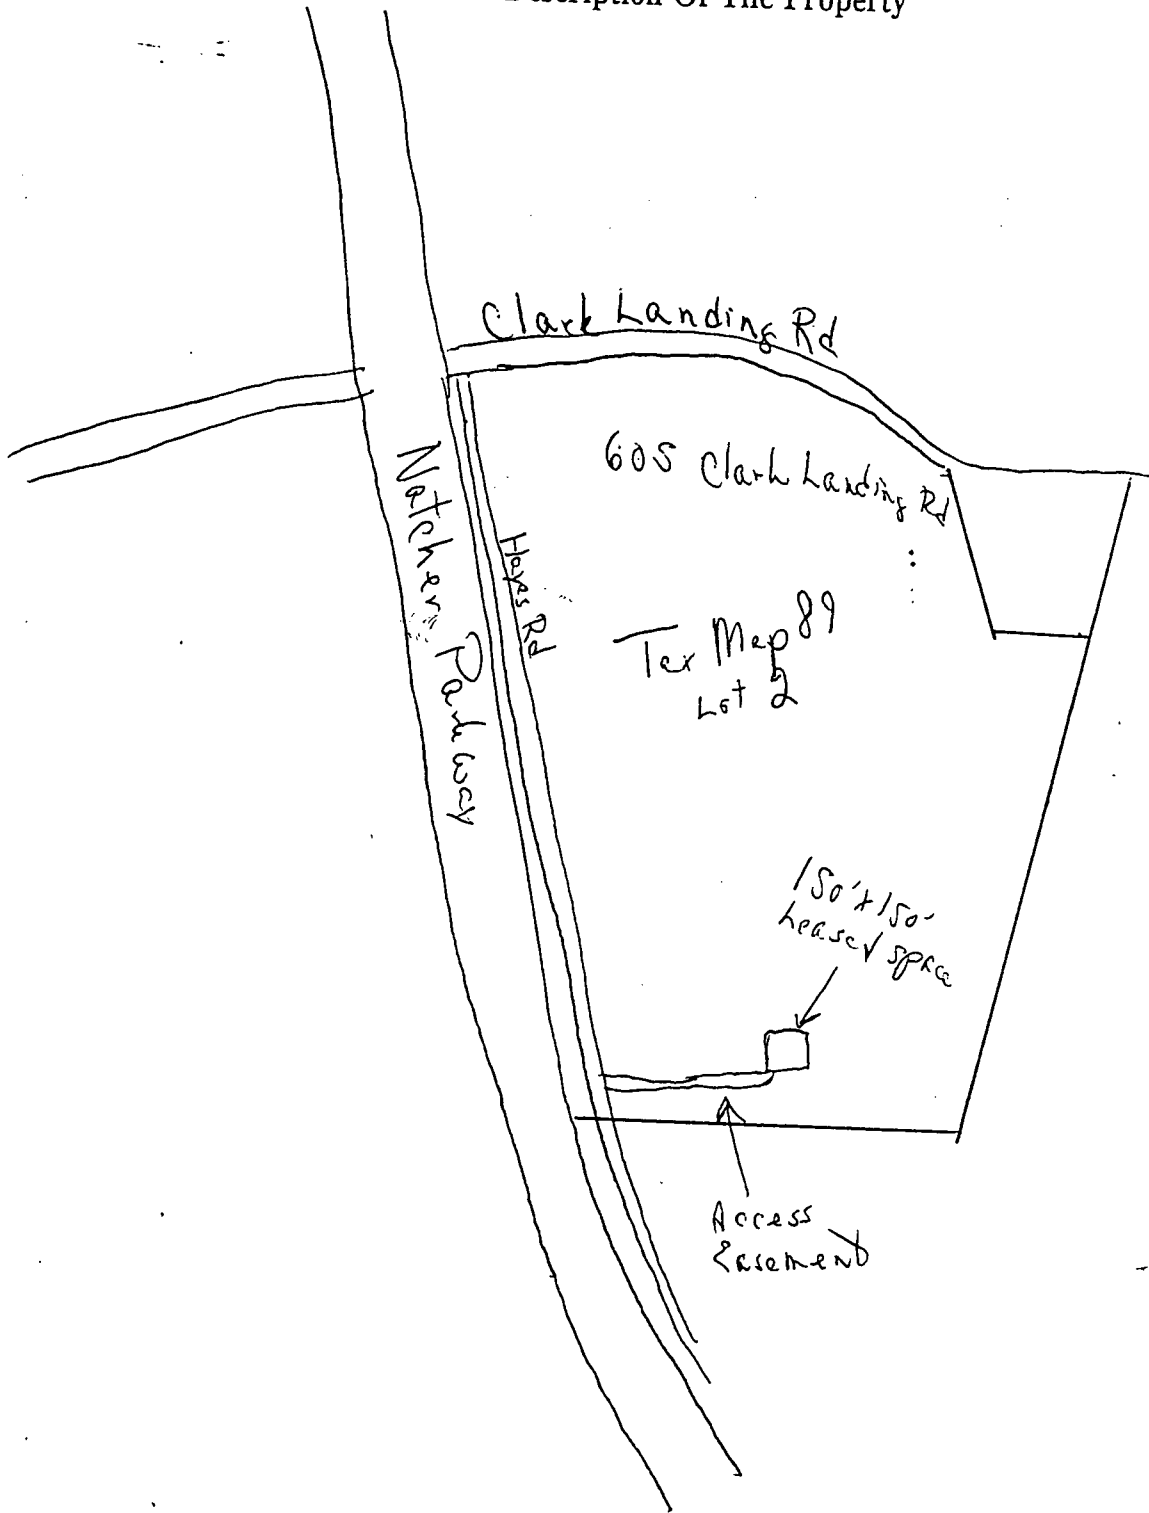 Description Of The Property
Clark Landing Rd
605 Clark Landing Rd
Natcher Parkway
Hayes Rd
Tax Map 89
Lot 2
150' x 150'
Leased space
Access
Easement